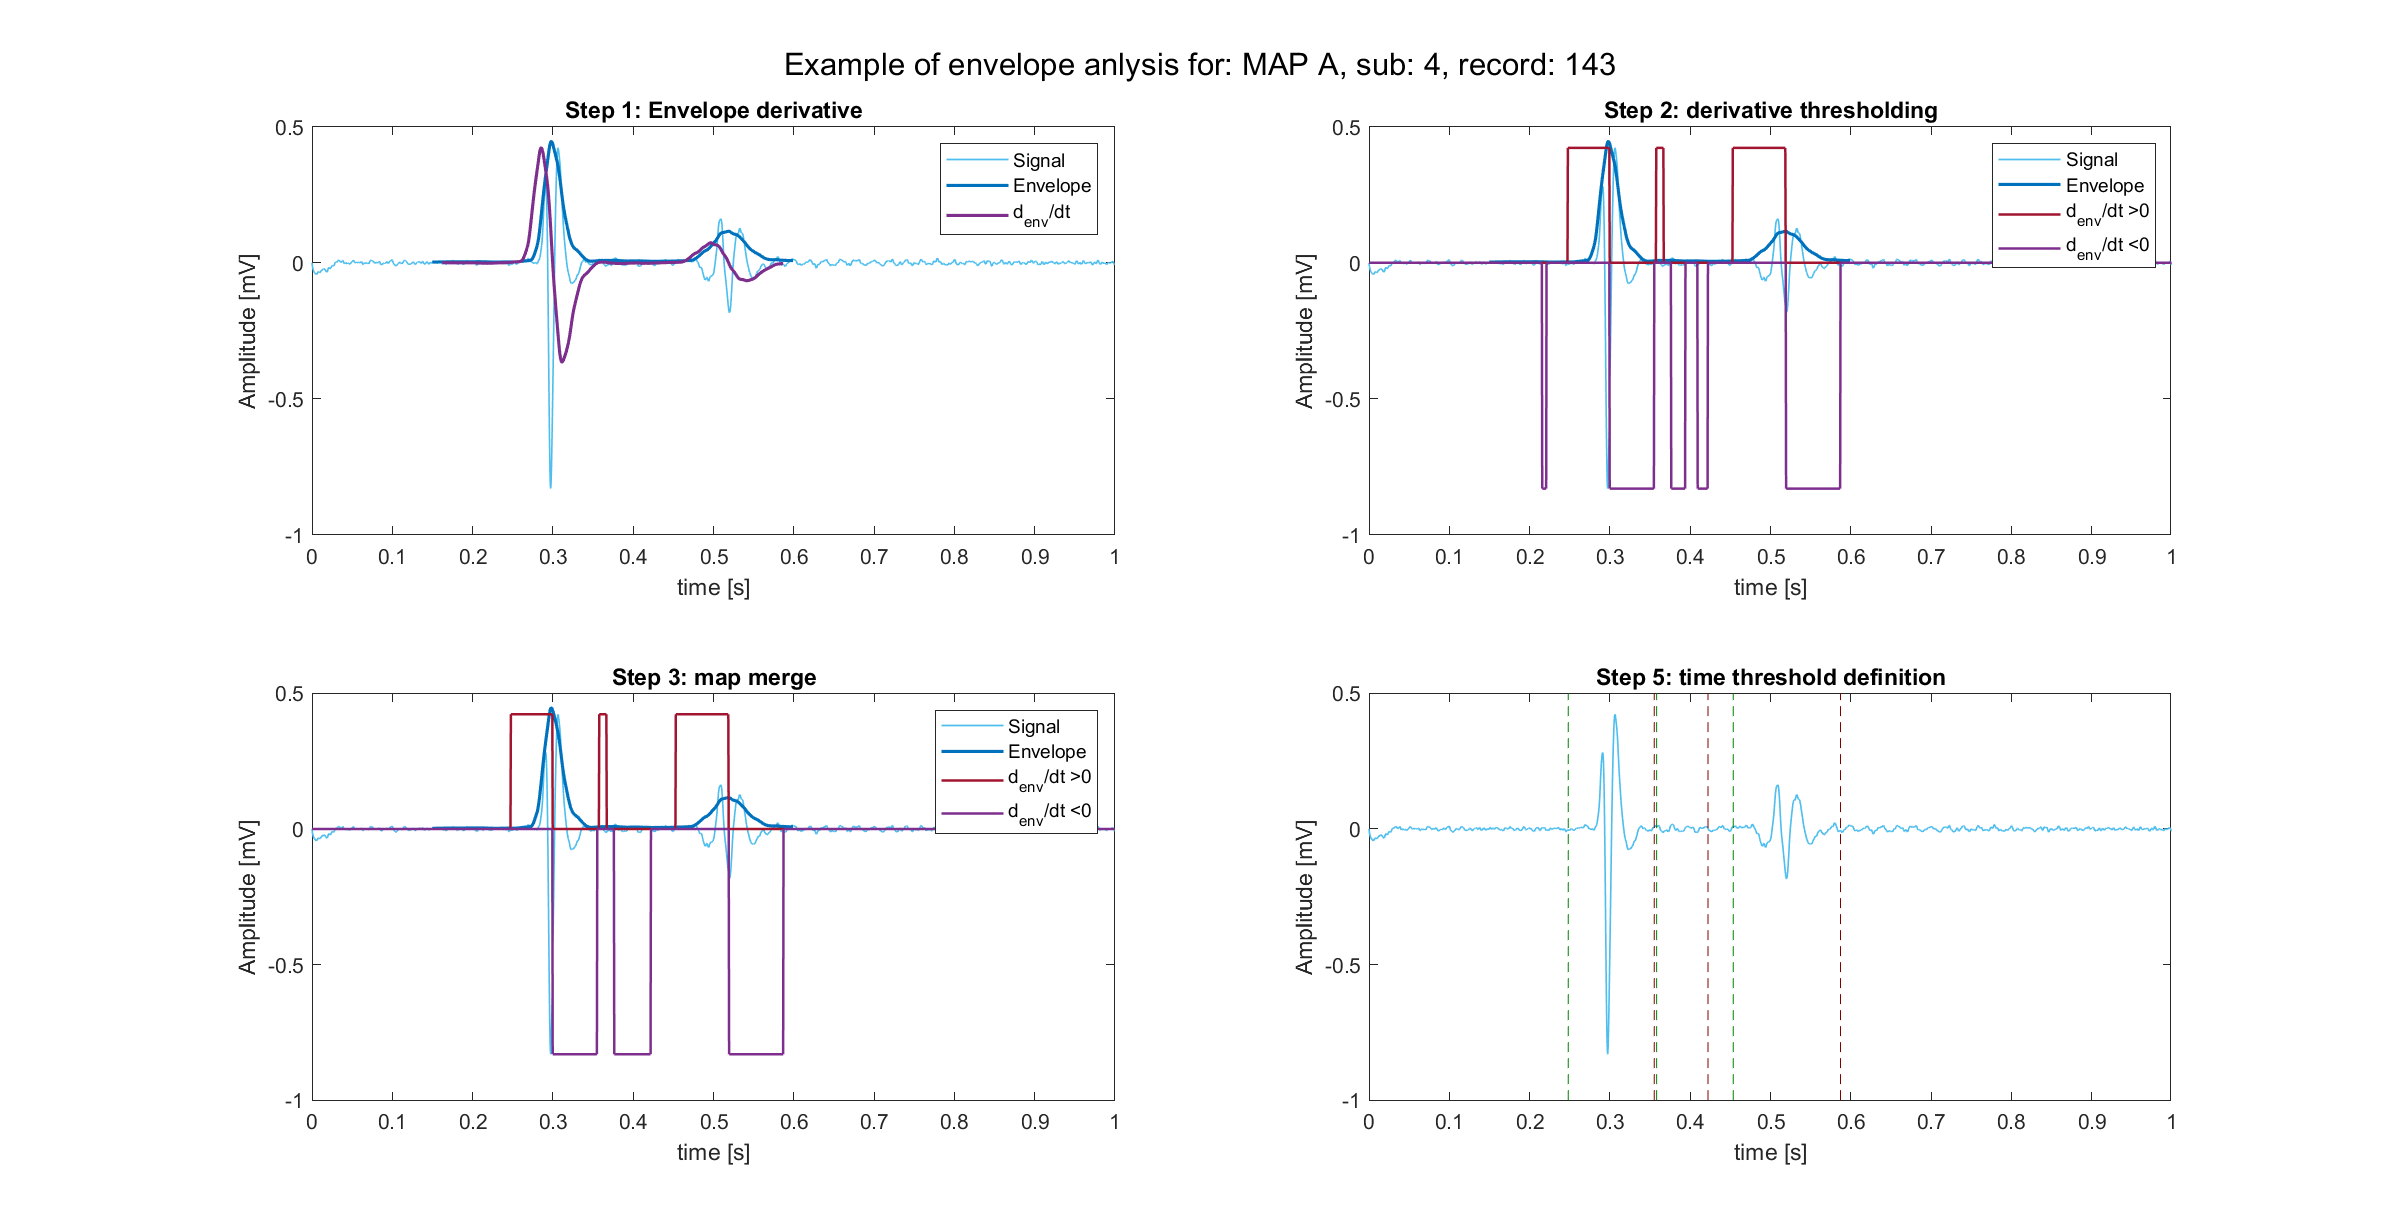 Example of envelope anlysis for: MAP A, sub: 4, record: 143
Step 1: Envelope derivative
0.5
0
-0.5
-1
Amplitude [mV]
0 0.1 0.2 0.3 0.4 0.5 0.6 0.7 0.8 0.9 1
time [s]
Signal
Envelope
d_env/dt
Step 2: derivative thresholding
0.5
0
-0.5
-1
Amplitude [mV]
0 0.1 0.2 0.3 0.4 0.5 0.6 0.7 0.8 0.9 1
time [s]
Signal
Envelope
d_env/dt >0
d_env/dt <0
Step 3: map merge
0.5
0
-0.5
-1
Amplitude [mV]
0 0.1 0.2 0.3 0.4 0.5 0.6 0.7 0.8 0.9 1
time [s]
Signal
Envelope
d_env/dt >0
d_env/dt <0
Step 5: time threshold definition
0.5
0
-0.5
-1
Amplitude [mV]
0 0.1 0.2 0.3 0.4 0.5 0.6 0.7 0.8 0.9 1
time [s]